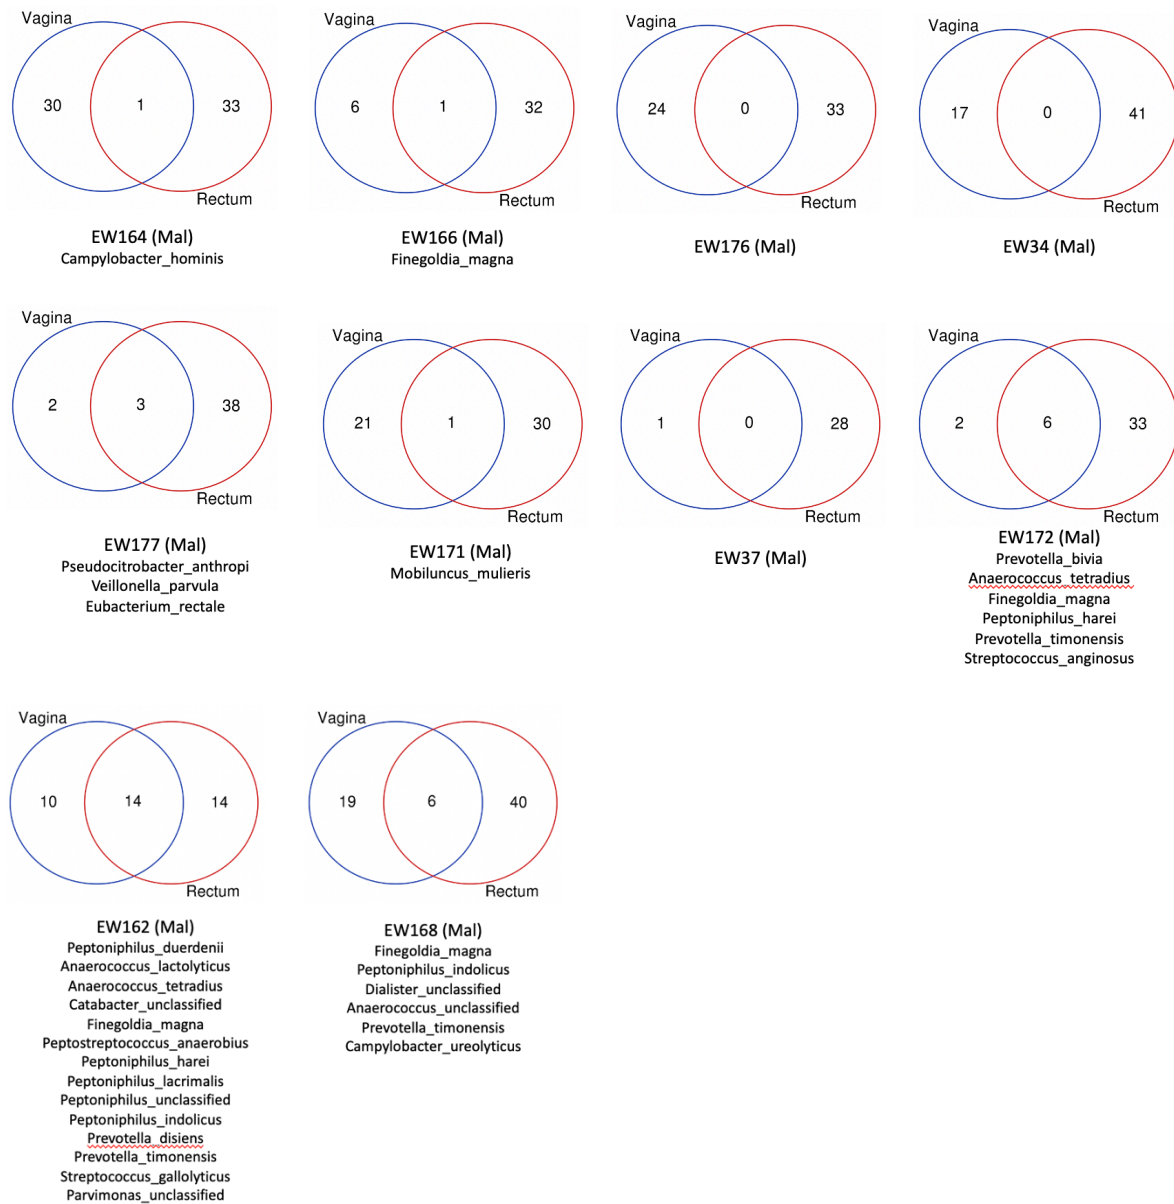 Vagina
30
1
33
Rectum
EW164 (Mal)
Campylobacter_hominis
Vagina
6
1
32
Rectum
EW166 (Mal)
Finegoldia_magna
Vagina
24
0
33
Rectum
EW176 (Mal)
Vagina
17
0
41
Rectum
EW34 (Mal)
Vagina
2
3
38
Rectum
EW177 (Mal)
Pseudocitrobacter_anthropi
Veillonella_parvula
Eubacterium_rectale
Vagina
21
1
30
Rectum
EW171 (Mal)
Mobiluncus_mulieris
Vagina
1
0
28
Rectum
EW37 (Mal)
Vagina
2
6
33
Rectum
EW172 (Mal)
Prevotella_bivia
Anaerococcus_tetradius
Finegoldia_magna
Peptoniphilus_harei
Prevotella_timonensis
Streptococcus_anginosus
Vagina
10
14
14
Rectum
EW162 (Mal)
Peptoniphilus_duerdenii
Anaerococcus_lactolyticus
Anaerococcus_tetradius
Catabacter_unclassified
Finegoldia_magna
Peptostreptococcus_anaerobius
Peptoniphilus_harei
Peptoniphilus_lacrimalis
Peptoniphilus_unclassified
Peptoniphilus_indolicus
Prevotella_disiens
Prevotella_timonensis
Streptococcus_gallolyticus
Parvimonas_unclassified
Vagina
19
6
40
Rectum
EW168 (Mal)
Finegoldia_magna
Peptoniphilus_indolicus
Dialister_unclassified
Anaerococcus_unclassified
Prevotella_timonensis
Campylobacter_ureolyticus